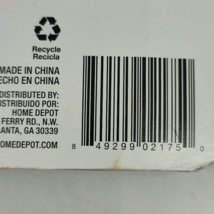 Recycle
Recicla
MADE IN CHINA
ECHO EN CHINA
DISTRIBUTED BY:
DISTRIBUIDO POR:
HOME DEPOT
FERRY RD., N.W.
ANTA, GA 30339
OMEDEPOT.COM
8 49299 02175 0